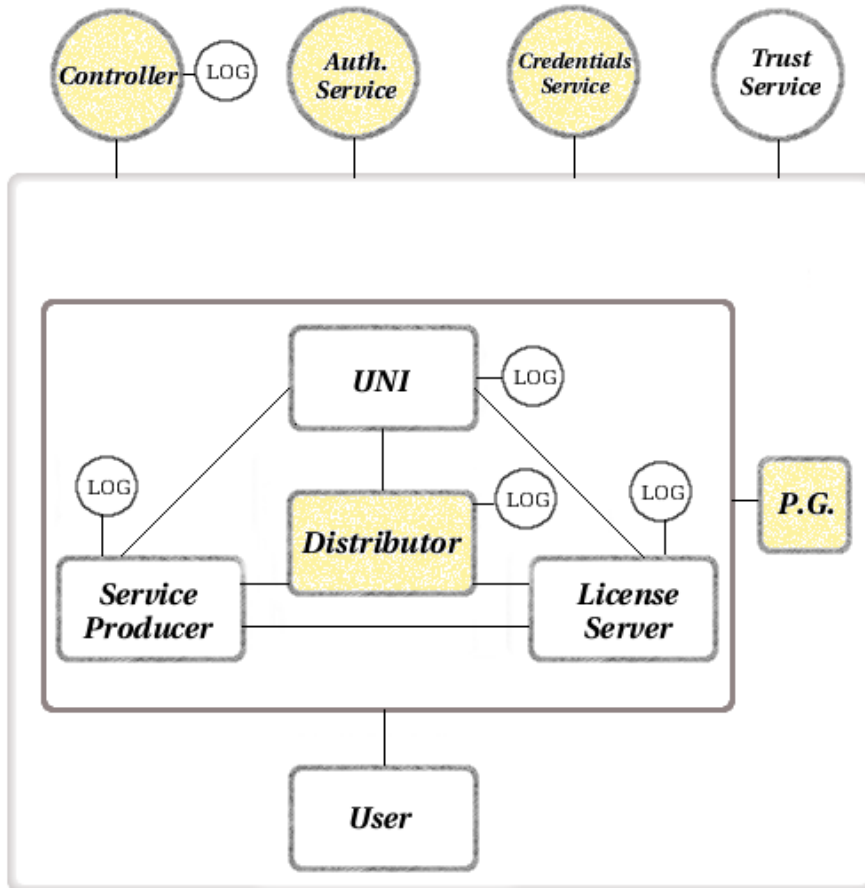 Controller
LOG
Auth.
Service
Credentials
Service
Trust
Service
UNI
LOG
LOG
LOG
LOG
Distributor
P.G.
Service
Producer
License
Server
User